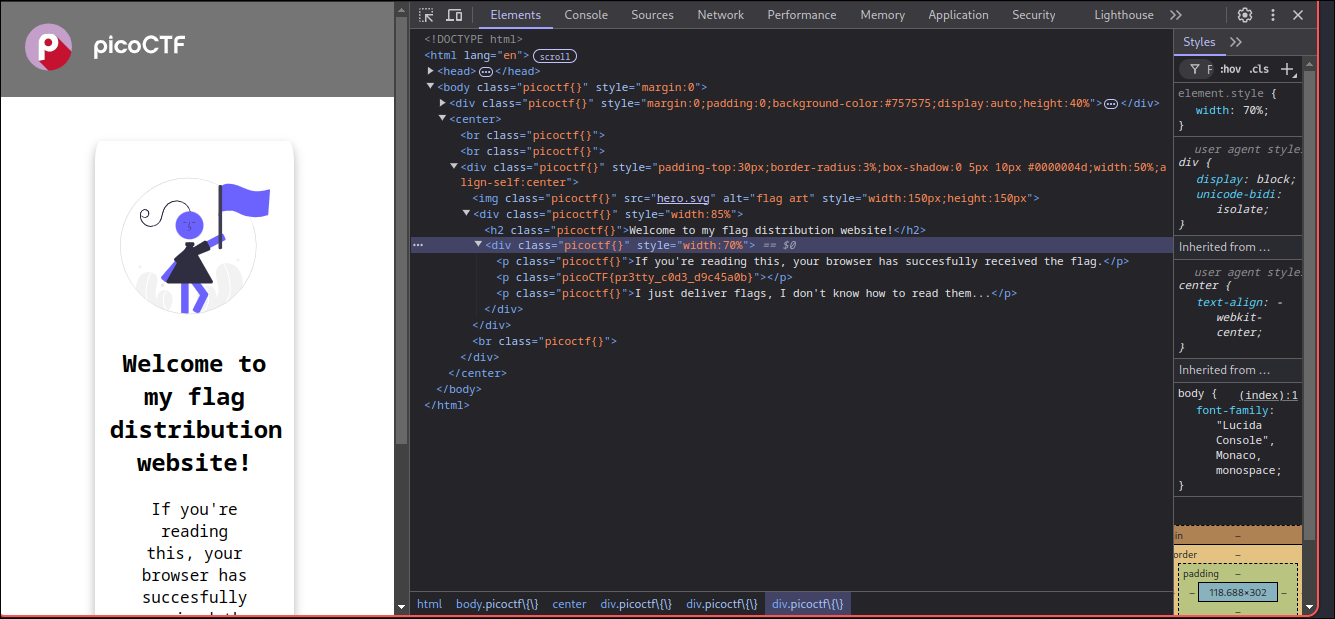 picoCTF
Welcome to
my flag
distribution
website!
If you're
reading
this, your
browser has
succesfully
Elements Console Sources Network Performance Memory Application Security Lighthouse
<!DOCTYPE html>
<html lang="en"> scroll
<head> </head>
<body class="picoctf{}" style="margin:0">
<div class="picoctf{}" style="margin:0;padding:0;background-color:#757575;display:auto;height:40%"> </div>
<center>
<br class="picoctf{}">
<br class="picoctf{}">
<div class="picoctf{}" style="padding-top:30px;border-radius:3%;box-shadow:0 5px 10px #0000004d;width:50%;a
lign-self:center">
<img class="picoctf{}" src="hero.svg" alt="flag art" style="width:150px;height:150px">
<div class="picoctf{}" style="width:85%">
<h2 class="picoctf{}">Welcome to my flag distribution website!</h2>
<div class="picoctf{}" style="width:70%"> == $0
<p class="picoctf{}">If you're reading this, your browser has succesfully received the flag.</p>
<p class="picoCTF{pr3tty_c0d3_d9c45a0b}"></p>
<p class="picoctf{}">I just deliver flags, I don't know how to read them...</p>
</div>
</div>
<br class="picoctf{}">
</div>
</center>
</body>
</html>
html body.picoctf\{\} center div.picoctf\{\} div.picoctf\{\} div.picoctf\{\}
Styles
F :hov .cls
element.style {
width: 70%;
}
user agent styles
div {
display: block;
unicode-bidi:
isolate;
}
Inherited from ...
user agent styles
center {
text-align: -
webkit-
center;
}
Inherited from ...
body { (index):1
font-family:
"Lucida
Console",
Monaco,
monospace;
}
in –
order –
padding –
– 118.688×302 –
–